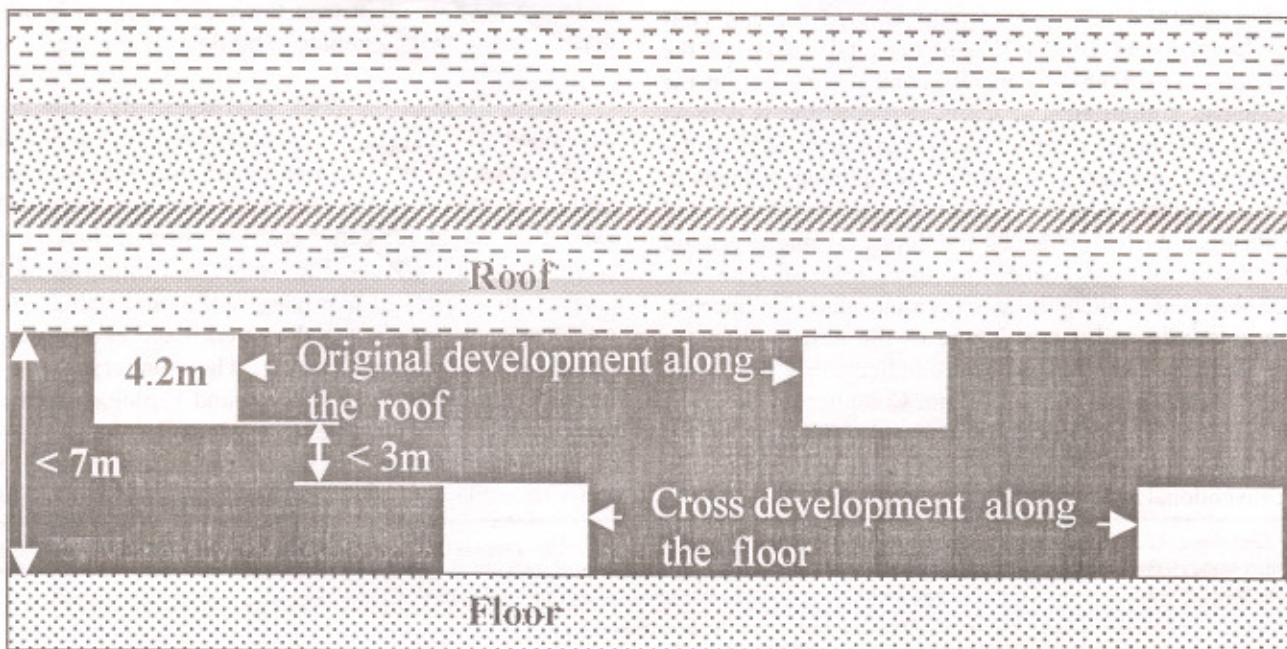 Roof
4.2m
Original development along
the roof
< 7m
< 3m
Cross development along
the floor
Floor